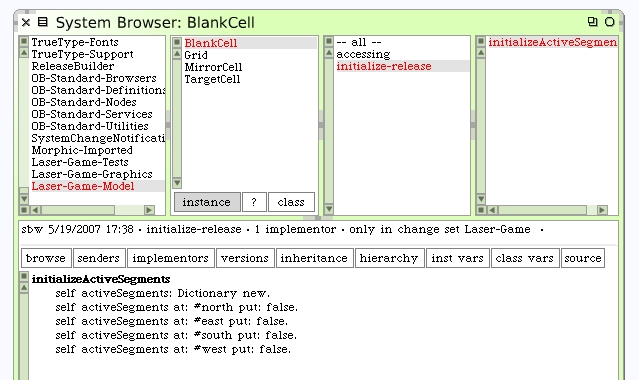 System Browser: BlankCell
TrueType-Fonts
TrueType-Support
ReleaseBuilder
OB-Standard-Browsers
OB-Standard-Definitions
OB-Standard-Nodes
OB-Standard-Services
OB-Standard-Utilities
SystemChangeNotificati
Morphic-Imported
Laser-Game-Tests
Laser-Game-Graphics
Laser-Game-Model
BlankCell
Grid
MirrorCell
TargetCell
instance ? class
-- all --
accessing
initialize-release
initializeActiveSegmen
sbw 5/19/2007 17:38 · initialize-release · 1 implementor · only in change set Laser-Game ·
browse senders implementors versions inheritance hierarchy inst vars class vars source
initializeActiveSegments
self activeSegments: Dictionary new.
self activeSegments at: #north put: false.
self activeSegments at: #east put: false.
self activeSegments at: #south put: false.
self activeSegments at: #west put: false.